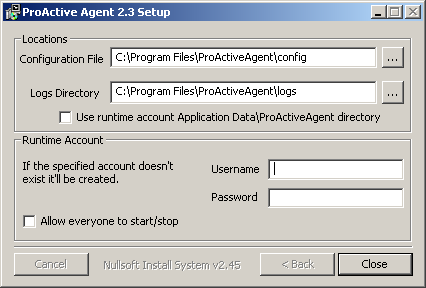 ProActive Agent 2.3 Setup
Locations
Configuration File C:\Program Files\ProActiveAgent\config ...
Logs Directory C:\Program Files\ProActiveAgent\logs ...
Use runtime account Application Data\ProActiveAgent directory
Runtime Account
If the specified account doesn't
exist it'll be created.
Username
Password
Allow everyone to start/stop
Cancel Nullsoft Install System v2.45 < Back Close